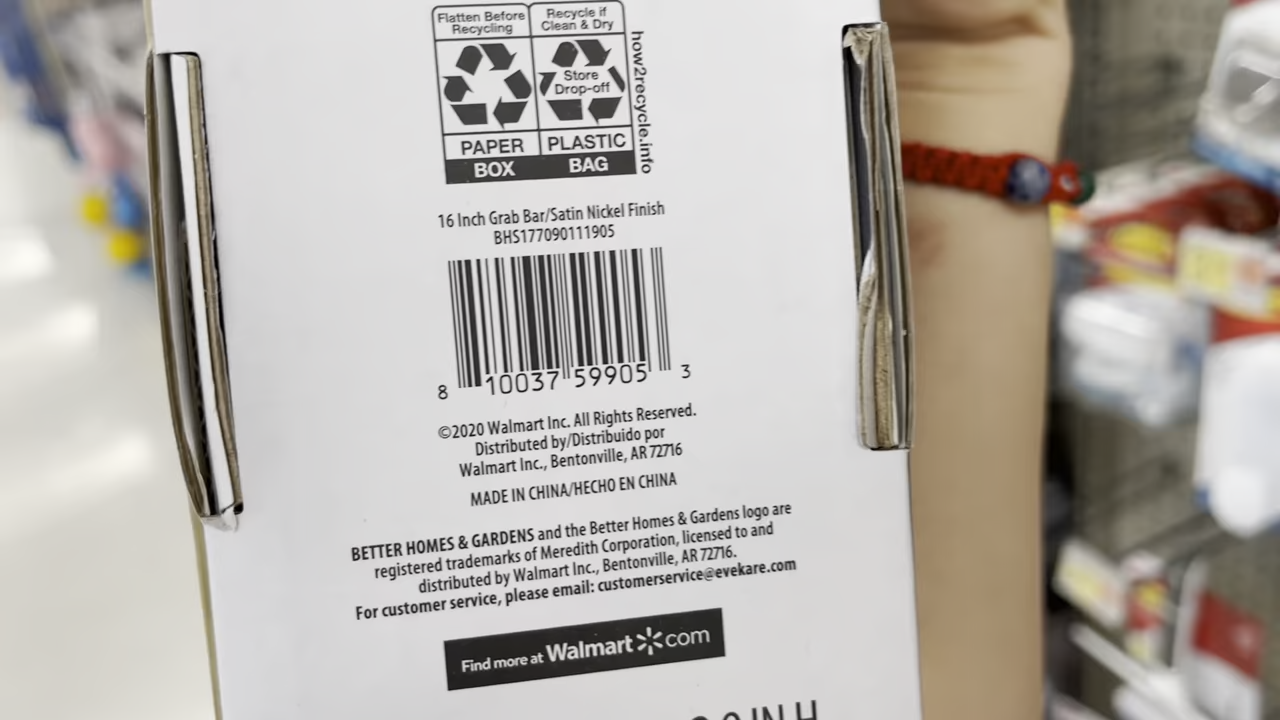 Flatten Before
Recycling
Recycle if
Clean & Dry
Store
Drop-off
PAPER
PLASTIC
BOX
BAG
how2recycle.info
16 Inch Grab Bar/Satin Nickel Finish
BHS177090111905
8 10037 59905 3
©2020 Walmart Inc. All Rights Reserved.
Distributed by/Distribuido por
Walmart Inc., Bentonville, AR 72716
MADE IN CHINA/HECHO EN CHINA
BETTER HOMES & GARDENS and the Better Homes & Gardens logo are
registered trademarks of Meredith Corporation, licensed to and
distributed by Walmart Inc., Bentonville, AR 72716.
For customer service, please email: customerservice@evekare.com
Find more at Walmart.com
IN H